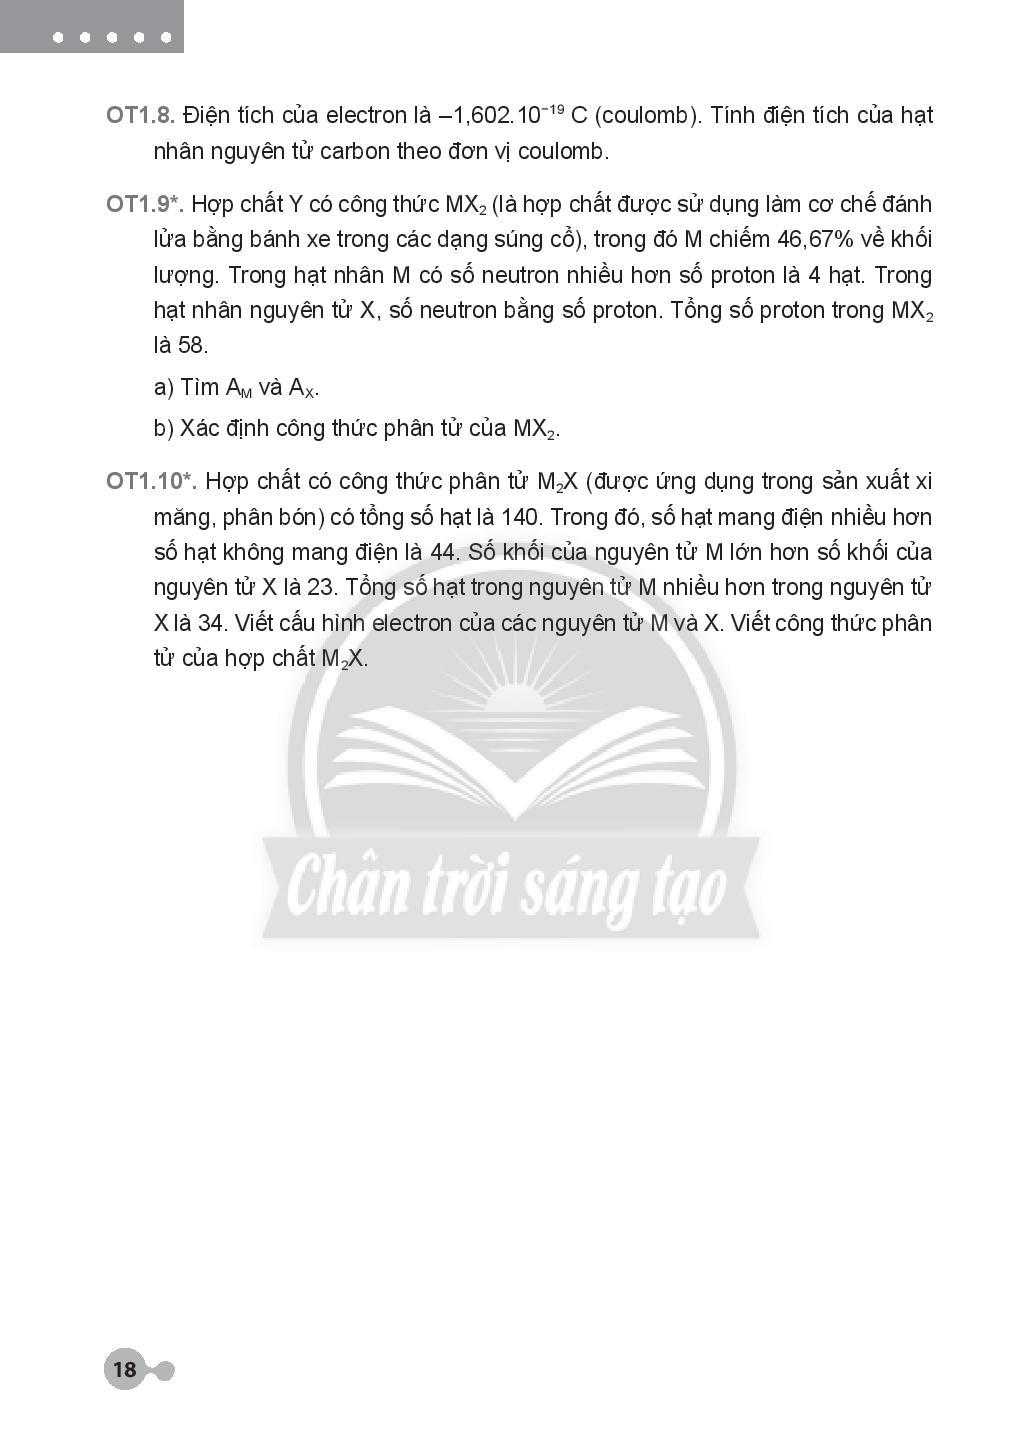 OT1.8. Điện tích của electron là –1,602.10⁻¹⁹ C (coulomb). Tính điện tích của hạt
nhân nguyên tử carbon theo đơn vị coulomb.
OT1.9*. Hợp chất Y có công thức MX₂ (là hợp chất được sử dụng làm cơ chế đánh
lửa bằng bánh xe trong các dạng súng cổ), trong đó M chiếm 46,67% về khối
lượng. Trong hạt nhân M có số neutron nhiều hơn số proton là 4 hạt. Trong
hạt nhân nguyên tử X, số neutron bằng số proton. Tổng số proton trong MX₂
là 58.
a) Tìm Aₘ và Aₓ.
b) Xác định công thức phân tử của MX₂.
OT1.10*. Hợp chất có công thức phân tử M₂X (được ứng dụng trong sản xuất xi
măng, phân bón) có tổng số hạt là 140. Trong đó, số hạt mang điện nhiều hơn
số hạt không mang điện là 44. Số khối của nguyên tử M lớn hơn số khối của
nguyên tử X là 23. Tổng số hạt trong nguyên tử M nhiều hơn trong nguyên tử
X là 34. Viết cấu hình electron của các nguyên tử M và X. Viết công thức phân
tử của hợp chất M₂X.
Chân trời sáng tạo
18